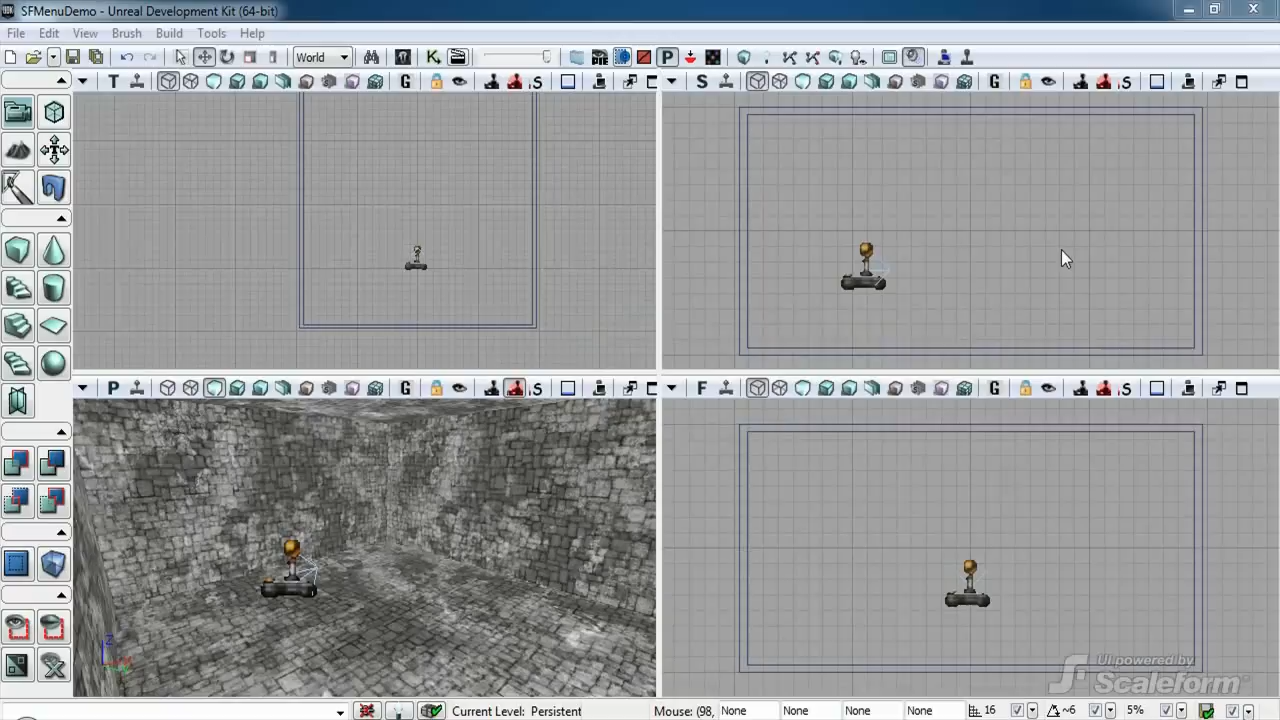 SFMenuDemo - Unreal Development Kit (64-bit)
File Edit View Brush Build Tools Help
World
P
T G S
S G S
P G S
F G S
UI powered by
Scaleform
Current Level: Persistent Mouse: (98, None None None None 16 ~6 5%